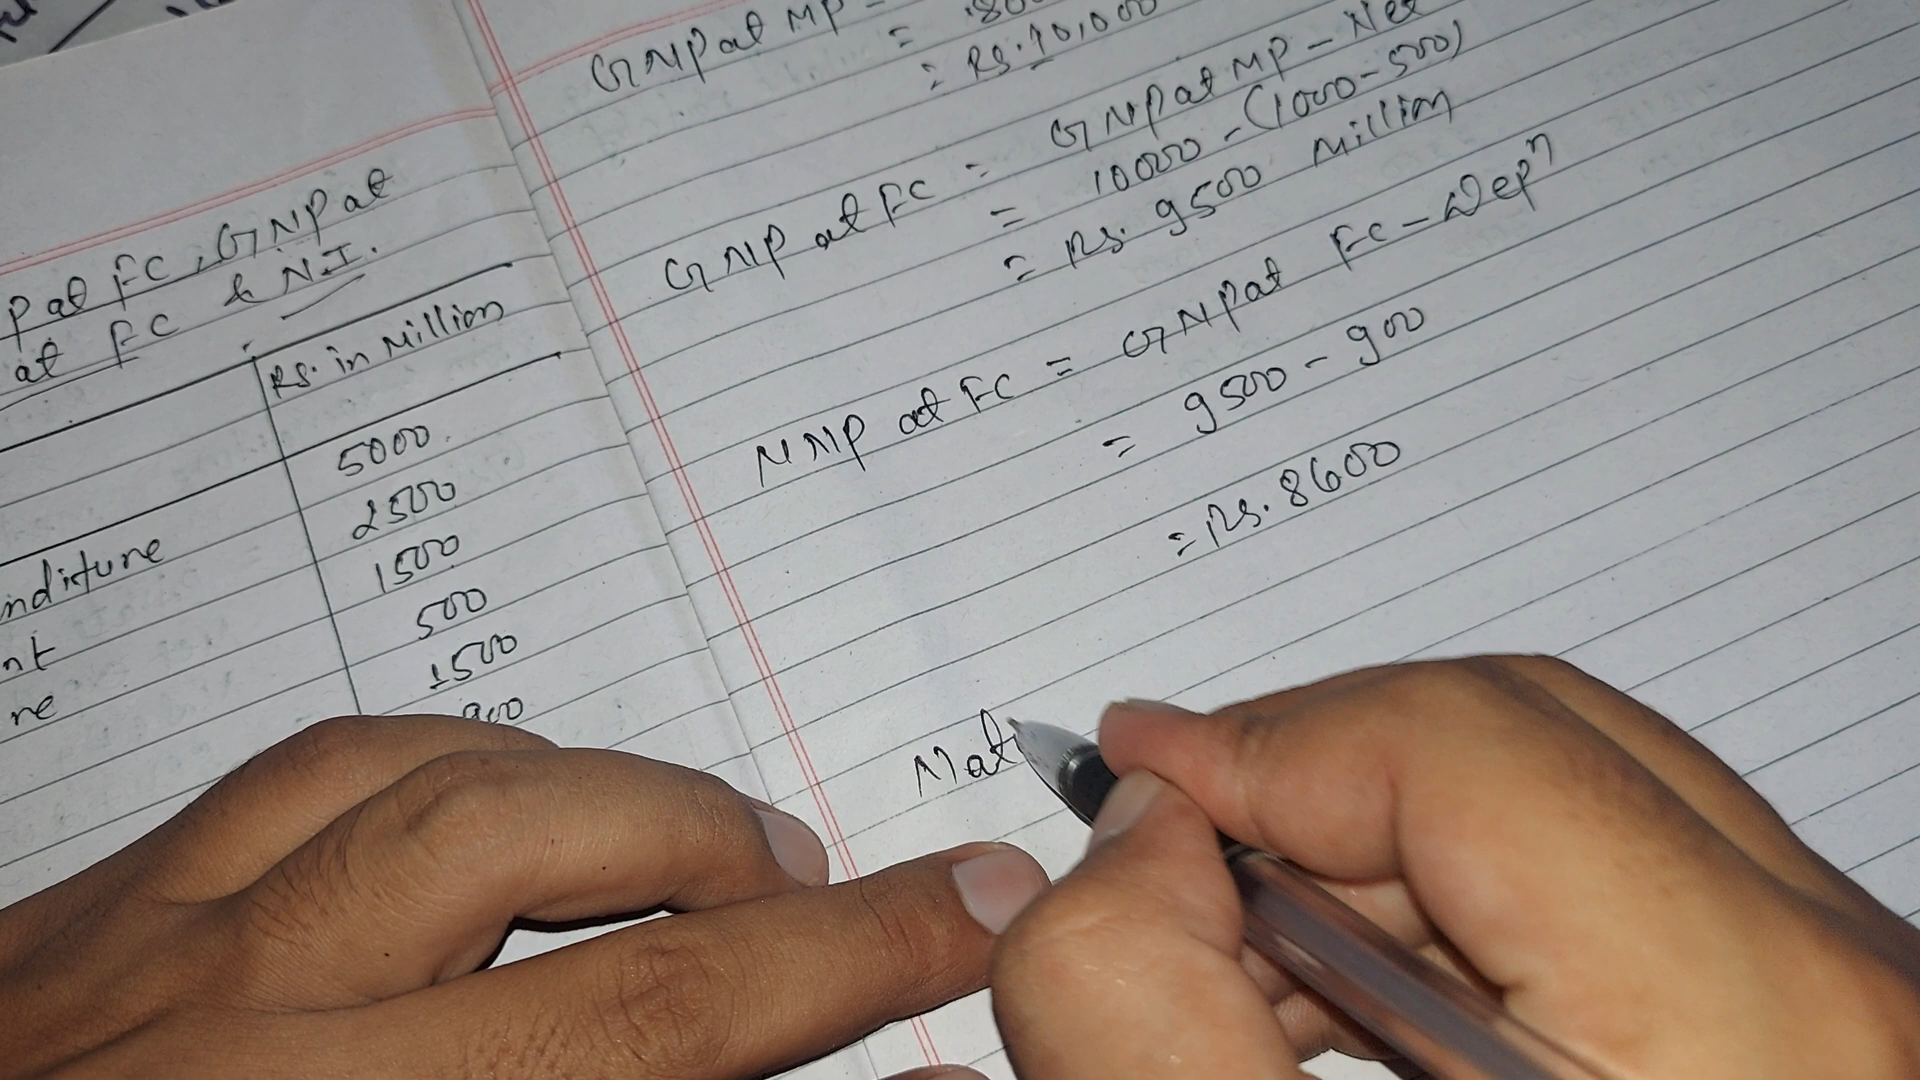 P at FC, GNP at
at FC & N.I.
Rs. in Million
5000
nditure 2500
nt 1500
ne 500
1500
900
GNP at MP =
= 
= Rs. 10,000
GNP at FC = GNP at MP - Net
= 10000 - (1000-500)
= Rs. 9500 Million
NNP at FC = GNP at FC - Depⁿ
= 9500 - 900
= Rs. 8600
Nat